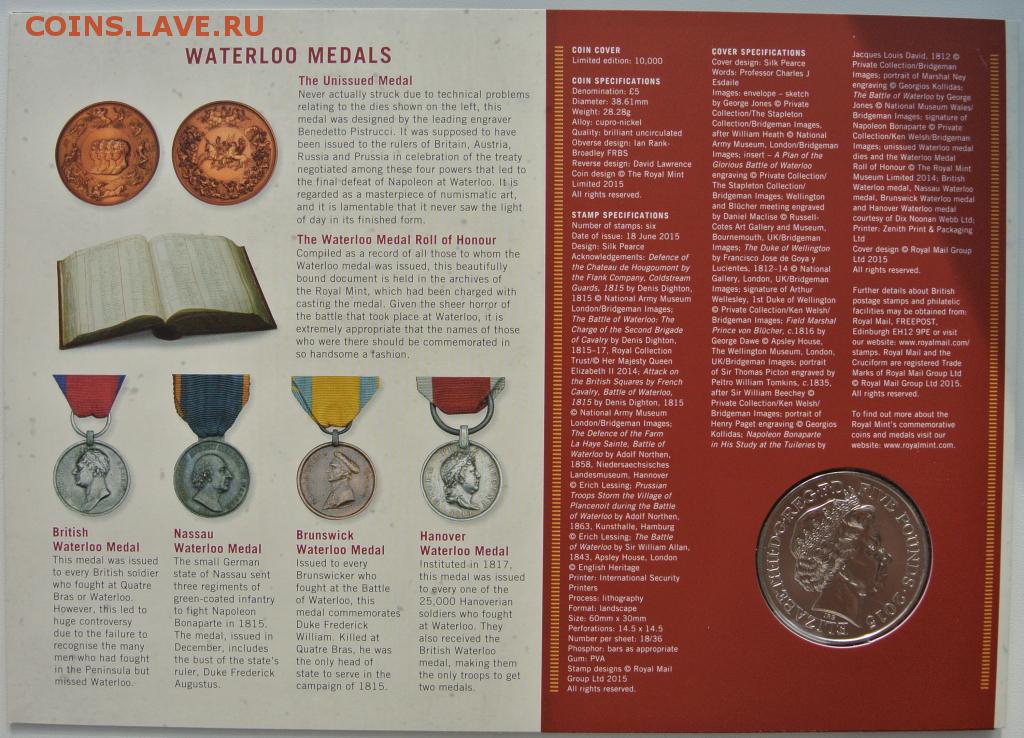 COINS.LAVE.RU
WATERLOO MEDALS
The Unissued Medal
Never actually struck due to technical problems
relating to the dies shown on the left, this
medal was designed by the leading engraver
Benedetto Pistrucci. It was supposed to have
been issued to the rulers of Britain, Austria,
Russia and Prussia in celebration of the treaty
negotiated among these four powers that led to
the final defeat of Napoleon at Waterloo. It is
regarded as a masterpiece of numismatic art,
and it is lamentable that it never saw the light
of day in its finished form.
The Waterloo Medal Roll of Honour
Compiled as a record of all those to whom the
Waterloo medal was issued, this beautifully
bound document is held in the archives of
the Royal Mint, which had been charged with
casting the medal. Given the sheer horror of
the battle that took place at Waterloo, it is
extremely appropriate that the names of those
who were there should be commemorated in
so handsome a fashion.
British
Waterloo Medal
This medal was issued
to every British soldier
who fought at Quatre
Bras or Waterloo.
However, this led to
huge controversy
due to the failure to
recognise the many
men who had fought
in the Peninsula but
missed Waterloo.
Nassau
Waterloo Medal
The small German
state of Nassau sent
three regiments of
green-coated infantry
to fight Napoleon
Bonaparte in 1815.
The medal, issued in
December, includes
the bust of the state's
ruler, Duke Frederick
Augustus.
Brunswick
Waterloo Medal
Issued to every
Brunswicker who
fought at the Battle
of Waterloo, this
medal commemorates
Duke Frederick
William. Killed at
Quatre Bras, he was
the only head of
state to serve in the
campaign of 1815.
Hanover
Waterloo Medal
Instituted in 1817,
this medal was issued
to every one of the
25,000 Hanoverian
soldiers who fought at
Waterloo. They also
received the
British Waterloo
medal, making them
the only troops to get
two medals.
COIN COVER
Limited edition: 10,000
COIN SPECIFICATIONS
Denomination: £5
Diameter: 38.61mm
Weight: 28.28g
Alloy: cupro-nickel
Quality: brilliant uncirculated
Obverse design: Ian Rank-
Broadley FRBS
Reverse design: David Lawrence
Coin design © The Royal Mint
Limited 2015
All rights reserved.
STAMP SPECIFICATIONS
Number of stamps: six
Date of issue: 18 June 2015
Design: Silk Pearce
Acknowledgements: Defence of
the Chateau de Hougoumont by
the Flank Company, Coldstream
Guards, 1815 by Denis Dighton,
1815 © National Army Museum
London/Bridgeman Images;
The Battle of Waterloo: The
Charge of the Second Brigade
of Cavalry by Denis Dighton,
1815–17, Royal Collection
Trust/© Her Majesty Queen
Elizabeth II 2014; Attack on
the British Squares by French
Cavalry, Battle of Waterloo,
1815 by Denis Dighton, 1815
© National Army Museum
London/Bridgeman Images;
The Defence of the Farm
La Haye Sainte, Battle of
Waterloo by Adolf Northen,
1858, Niedersaechsisches
Landesmuseum, Hannover
© Erich Lessing; Prussian
Troops Storm the Village of
Plancenoit during the Battle
of Waterloo by Adolf Northen,
1863, Kunsthalle, Hamburg
© Erich Lessing; The Battle
of Waterloo by Sir William Allan,
1843, Apsley House, London
© English Heritage
Printer: International Security
Printers
Process: lithography
Format: landscape
Size: 60mm x 30mm
Perforations: 14.5 x 14.5
Number per sheet: 18/36
Phosphor: bars as appropriate
Gum: PVA
Stamp designs © Royal Mail
Group Ltd 2015
All rights reserved.
COVER SPECIFICATIONS
Cover design: Silk Pearce
Words: Professor Charles J
Esdaile
Images: envelope – sketch
by George Jones © Private
Collection/The Stapleton
Collection/Bridgeman Images,
after William Heath © National
Army Museum, London/Bridgeman
Images; insert – A Plan of the
Glorious Battle of Waterloo
engraving © Private Collection/
The Stapleton Collection/
Bridgeman Images; Wellington
and Blücher meeting engraved
by Daniel Maclise © Russell-
Cotes Art Gallery and Museum,
Bournemouth, UK/Bridgeman
Images; The Duke of Wellington
by Francisco Jose de Goya y
Lucientes, 1812–14 © National
Gallery, London, UK/Bridgeman
Images; signature of Arthur
Wellesley, 1st Duke of Wellington
© Private Collection/Ken Welsh/
Bridgeman Images; Field Marshal
Prince von Blücher, c.1816 by
George Dawe © Apsley House,
The Wellington Museum, London,
UK/Bridgeman Images; portrait
of Sir Thomas Picton engraved by
Peltro William Tomkins, c.1835,
after Sir William Beechey ©
Private Collection/Ken Welsh/
Bridgeman Images; portrait of
Henry Paget engraving © Georgios
Kollidas; Napoleon Bonaparte
in His Study at the Tuileries by
Jacques Louis David, 1812 ©
Private Collection/Bridgeman
Images; portrait of Marshal Ney
engraving © Georgios Kollidas;
The Battle of Waterloo by George
Jones © National Museum Wales/
Bridgeman Images; signature of
Napoleon Bonaparte © Private
Collection/Ken Welsh/Bridgeman
Images; unissued Waterloo medal
dies and the Waterloo Medal
Roll of Honour © The Royal Mint
Museum Limited 2014; British
Waterloo medal, Nassau Waterloo
medal, Brunswick Waterloo medal
and Hanover Waterloo medal
courtesy of Dix Noonan Webb Ltd;
Printer: Zenith Print & Packaging
Ltd
Cover design © Royal Mail Group
Ltd 2015
All rights reserved.
Further details about British
postage stamps and philatelic
facilities may be obtained from:
Royal Mail, FREEPOST,
Edinburgh EH12 9PE or visit
our website: www.royalmail.com/
stamps. Royal Mail and the
Cruciform are registered Trade
Marks of Royal Mail Group Ltd
© Royal Mail Group Ltd 2015.
All rights reserved.
To find out more about the
Royal Mint's commemorative
coins and medals visit our
website: www.royalmint.com.
ELIZABETH·II·D·G·REG·F·D FIVE POUNDS·2015
IRB